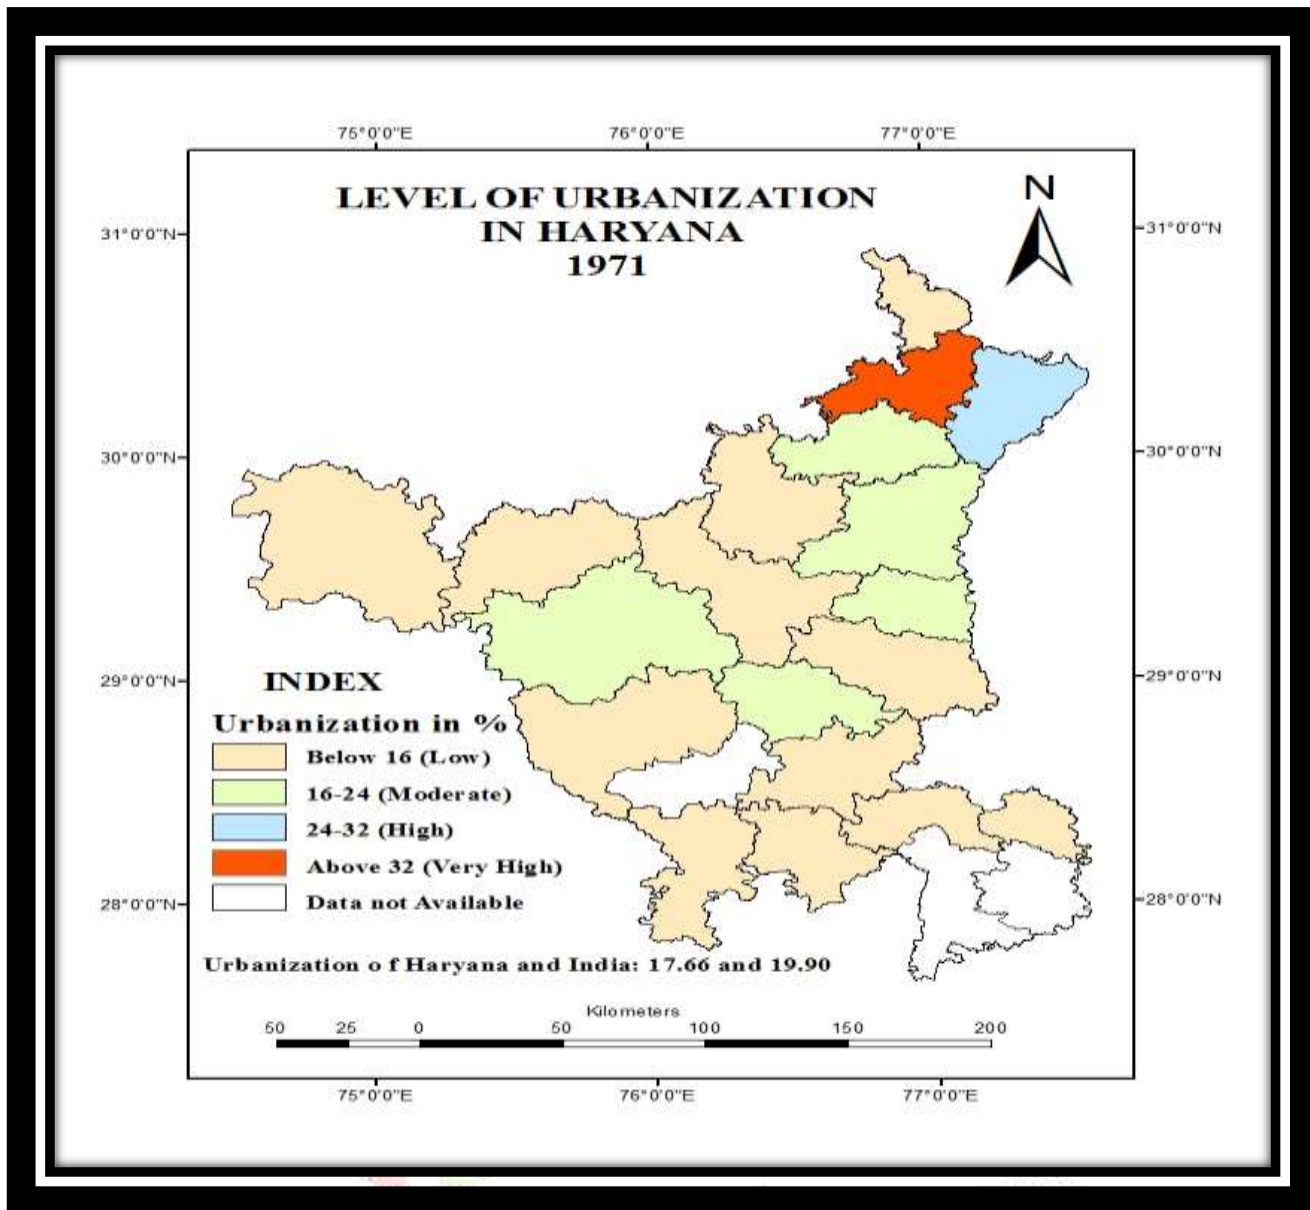 75°0'0"E 76°0'0"E 77°0'0"E
LEVEL OF URBANIZATION
IN HARYANA
1971
N
31°0'0"N 31°0'0"N
30°0'0"N 30°0'0"N
29°0'0"N 29°0'0"N
INDEX
Urbanization in %
Below 16 (Low)
16-24 (Moderate)
24-32 (High)
Above 32 (Very High)
Data not Available
28°0'0"N 28°0'0"N
Urbanization of Haryana and India: 17.66 and 19.90
Kilometers
50 25 0 50 100 150 200
75°0'0"E 76°0'0"E 77°0'0"E